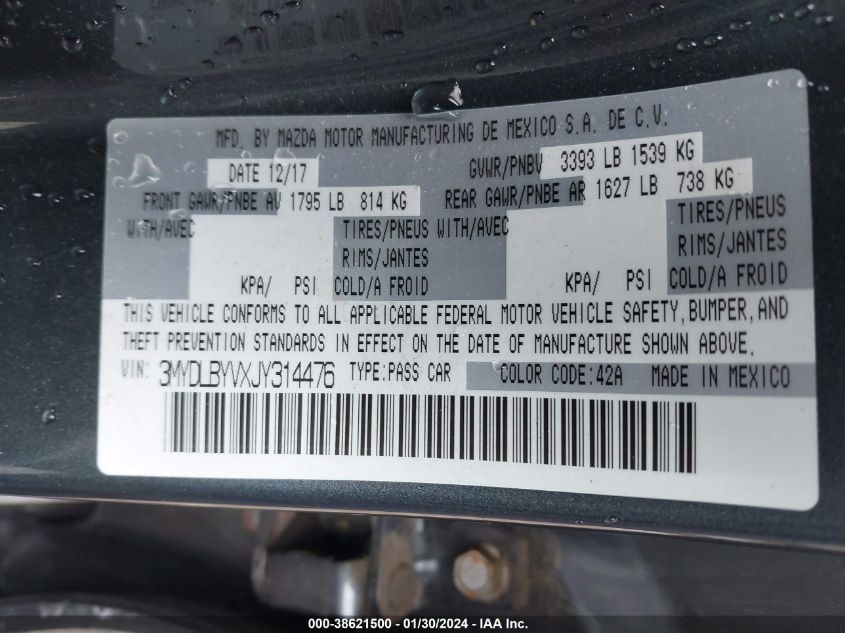 MFD. BY MAZDA MOTOR MANUFACTURING DE MEXICO S.A. DE C.V.
DATE 12/17 GVWR/PNBV 3393 LB 1539 KG
FRONT GAWR/PNBE AV 1795 LB 814 KG REAR GAWR/PNBE AR 1627 LB 738 KG
WITH/AVEC TIRES/PNEUS WITH/AVEC TIRES/PNEUS
RIMS/JANTES RIMS/JANTES
KPA/ PSI COLD/A FROID KPA/ PSI COLD/A FROID
THIS VEHICLE CONFORMS TO ALL APPLICABLE FEDERAL MOTOR VEHICLE SAFETY, BUMPER, AND
THEFT PREVENTION STANDARDS IN EFFECT ON THE DATE OF MANUFACTURE SHOWN ABOVE.
VIN: 3MYDLBYVXJY314476 TYPE:PASS CAR COLOR CODE:42A MADE IN MEXICO
000-38621500 - 01/30/2024 - IAA Inc.